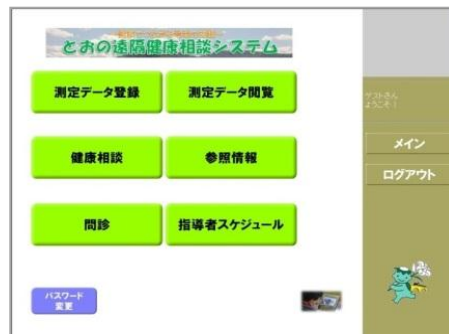 とおの遠隔健康相談システム
測定データ登録
測定データ閲覧
健康相談
参照情報
問診
指導者スケジュール
パスワード
変更
ゲストさん
ようこそ！
メイン
ログアウト